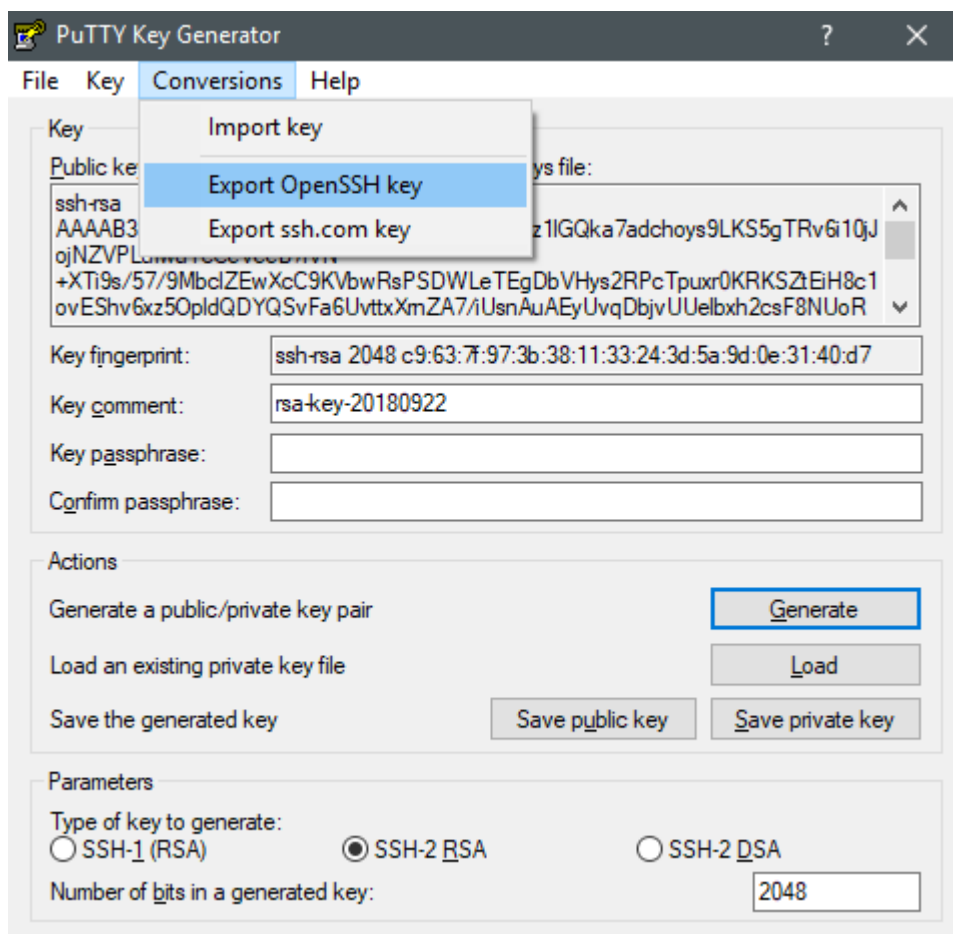 PuTTY Key Generator
File Key Conversions Help
Import key
Export OpenSSH key
Export ssh.com key
Key
Public key
ys file:
ssh-rsa
AAAAB3 z1lGQka7adchoys9LKS5gTRv6i10jJ
ojNZVPL
+XTi9s/57/9MbclZEwXcC9KVbwRsPSDWLeTEgDbVHys2RPcTpuxr0KRKSZtEiH8c1
ovEShv6xz5OpldQDYQSvFa6UvttxXmZA7/iUsnAuAEyUvqDbjvUUelbxh2csF8NUoR
Key fingerprint: ssh-rsa 2048 c9:63:7f:97:3b:38:11:33:24:3d:5a:9d:0e:31:40:d7
Key comment: rsa-key-20180922
Key passphrase:
Confirm passphrase:
Actions
Generate a public/private key pair Generate
Load an existing private key file Load
Save the generated key Save public key Save private key
Parameters
Type of key to generate:
SSH-1 (RSA) SSH-2 RSA SSH-2 DSA
Number of bits in a generated key: 2048